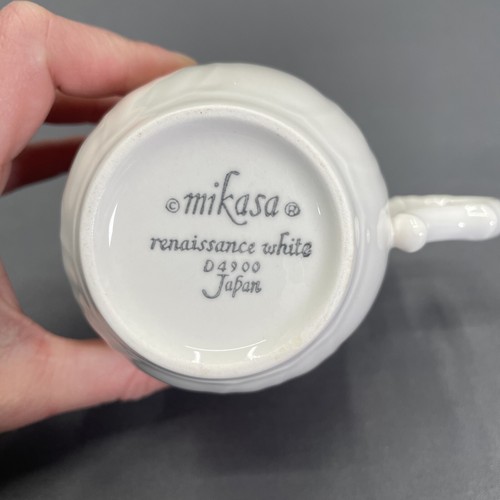 © mikasa ®
renaissance white
D4900
Japan